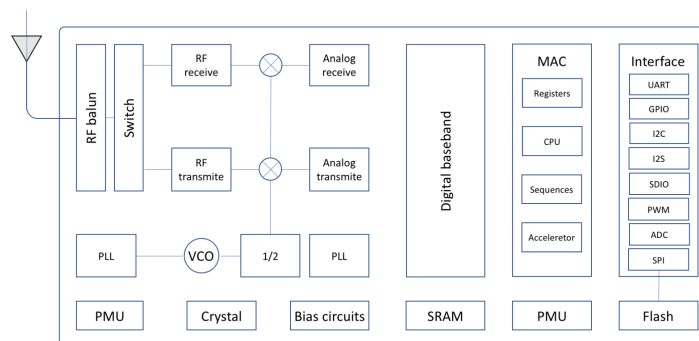 RF balun
Switch
RF
receive
Analog
receive
RF
transmite
Analog
transmite
PLL
VCO
1/2
PLL
Digital baseband
MAC
Registers
CPU
Sequences
Acceleretor
Interface
UART
GPIO
I2C
I2S
SDIO
PWM
ADC
SPI
PMU
Crystal
Bias circuits
SRAM
PMU
Flash